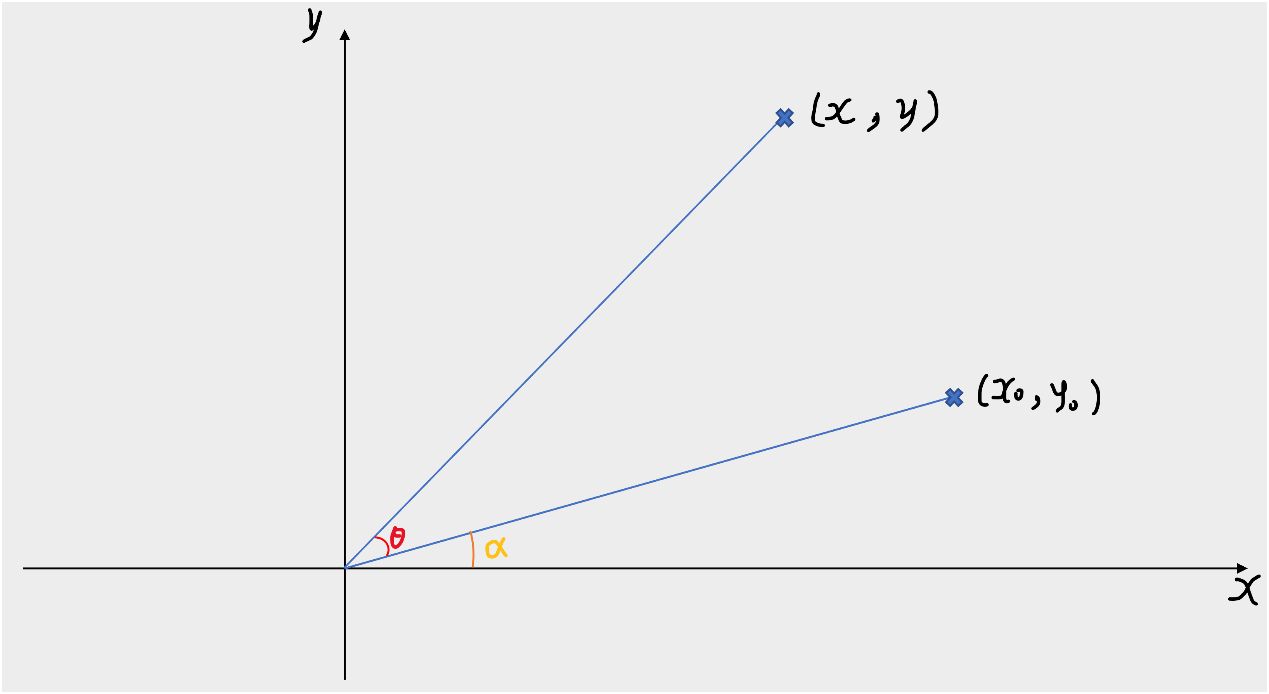 y
(x, y)
(x₀, y₀)
θ
α
x